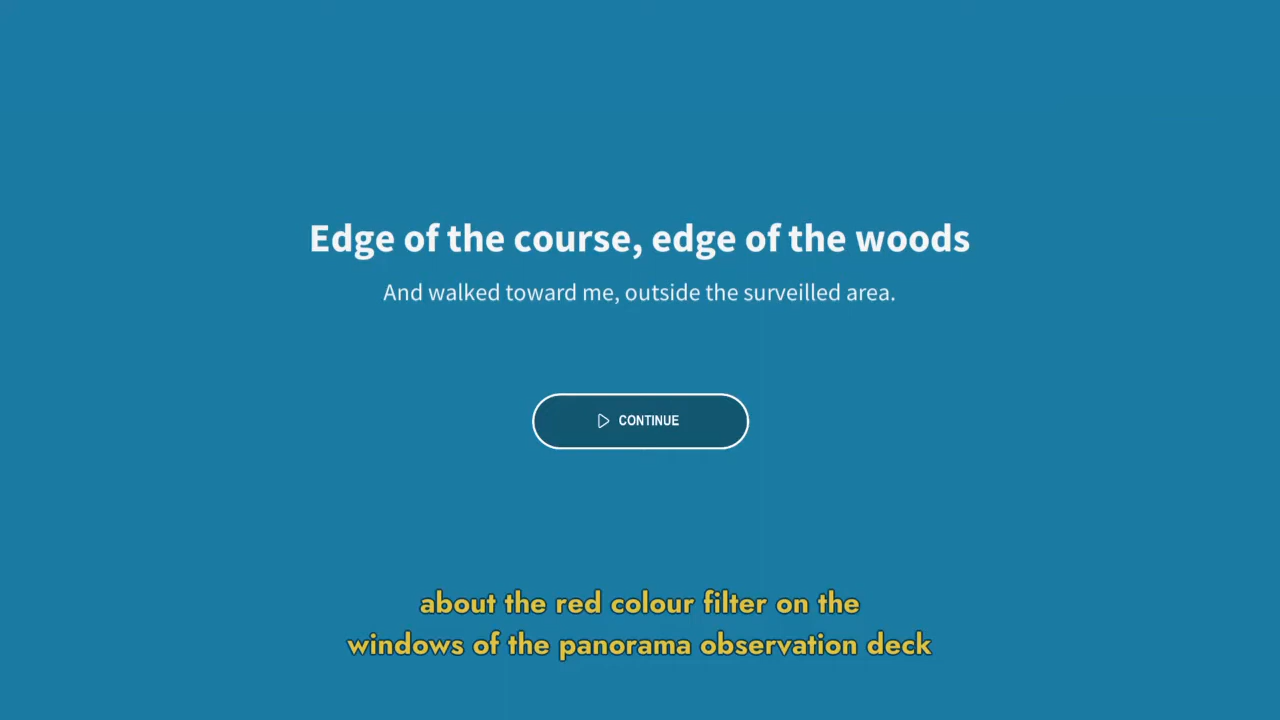 Edge of the course, edge of the woods
And walked toward me, outside the surveilled area.
CONTINUE
about the red colour filter on the
windows of the panorama observation deck